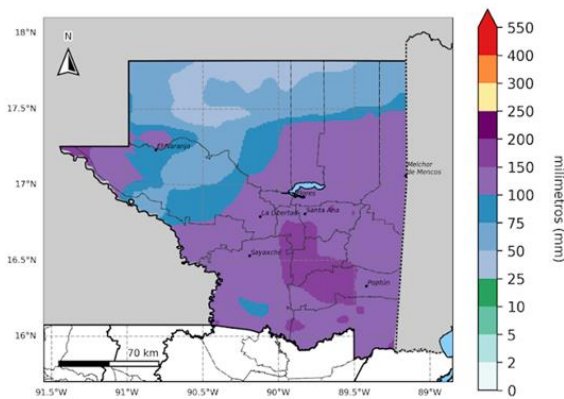 18°N
17.5°N
17°N
16.5°N
16°N
N
El Naranjo
Melchor
de Mencos
Flores
La Libertad
Santa Ana
Sayaxché
Poptún
70 km
91.5°W
91°W
90.5°W
90°W
89.5°W
89°W
550
400
300
250
200
150
100
75
50
25
10
5
2
0
milímetros (mm)